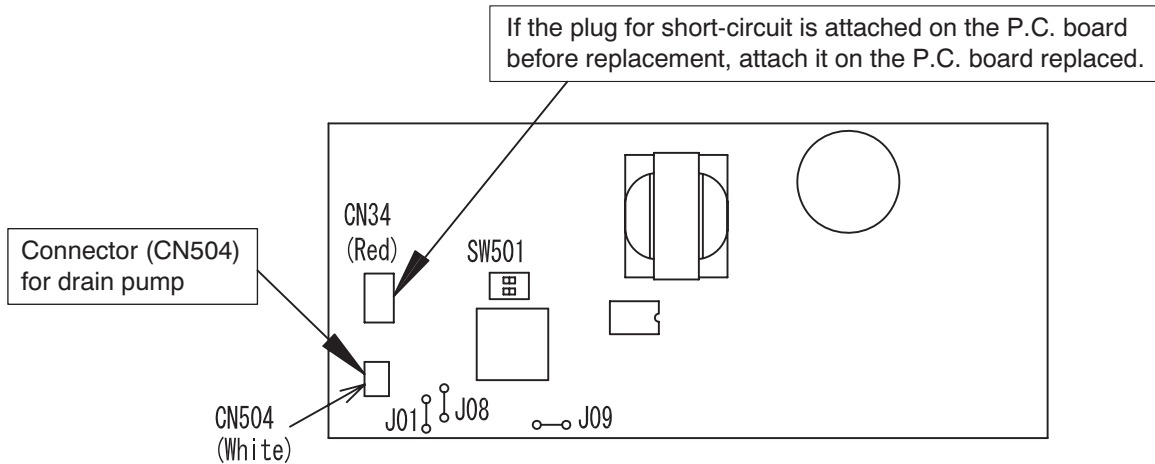 If the plug for short-circuit is attached on the P.C. board
before replacement, attach it on the P.C. board replaced.
CN34
(Red)
SW501
Connector (CN504)
for drain pump
CN504
(White)
J01
J08
J09